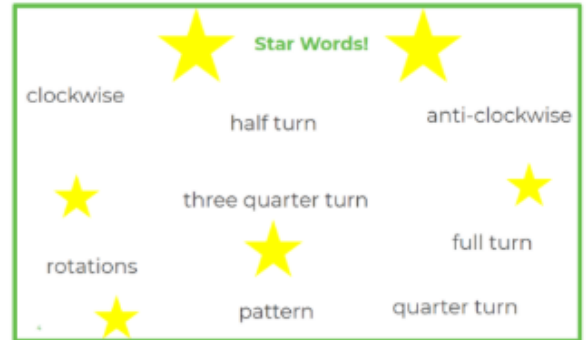 Star Words!
clockwise
half turn
anti-clockwise
three quarter turn
full turn
rotations
pattern
quarter turn